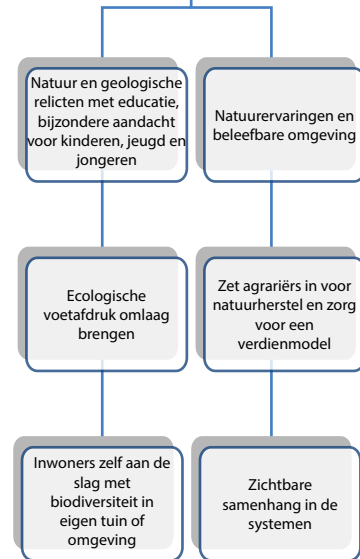 Natuur en geologische
relicten met educatie,
bijzondere aandacht
voor kinderen, jeugd en
jongeren
Natuurervaringen en
beleefbare omgeving
Ecologische
voetafdruk omlaag
brengen
Zet agrariërs in voor
natuurherstel en zorg
voor een
verdienmodel
Inwoners zelf aan de
slag met
biodiversiteit in
eigen tuin of
omgeving
Zichtbare
samenhang in de
systemen